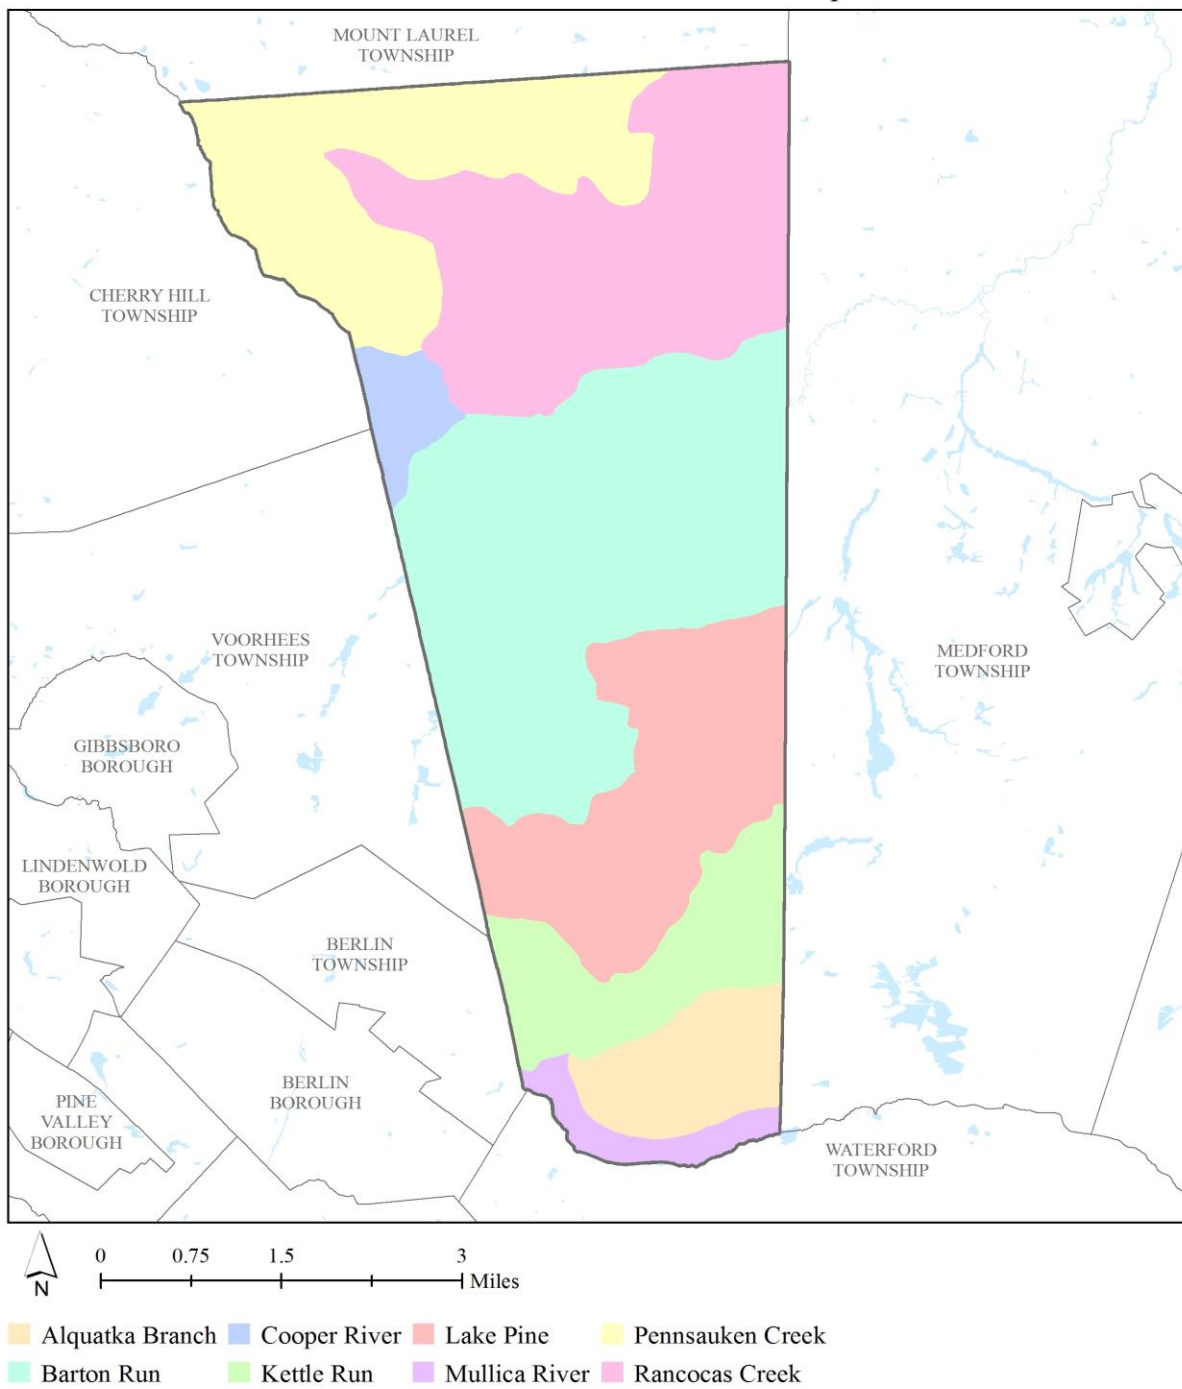 MOUNT LAUREL
TOWNSHIP
CHERRY HILL
TOWNSHIP
VOORHEES
TOWNSHIP
MEDFORD
TOWNSHIP
GIBBSBORO
BOROUGH
LINDENWOLD
BOROUGH
BERLIN
TOWNSHIP
BERLIN
BOROUGH
PINE
VALLEY
BOROUGH
WATERFORD
TOWNSHIP
N
0 0.75 1.5 3
Miles
Alquatka Branch Cooper River Lake Pine Pennsauken Creek
Barton Run Kettle Run Mullica River Rancocas Creek